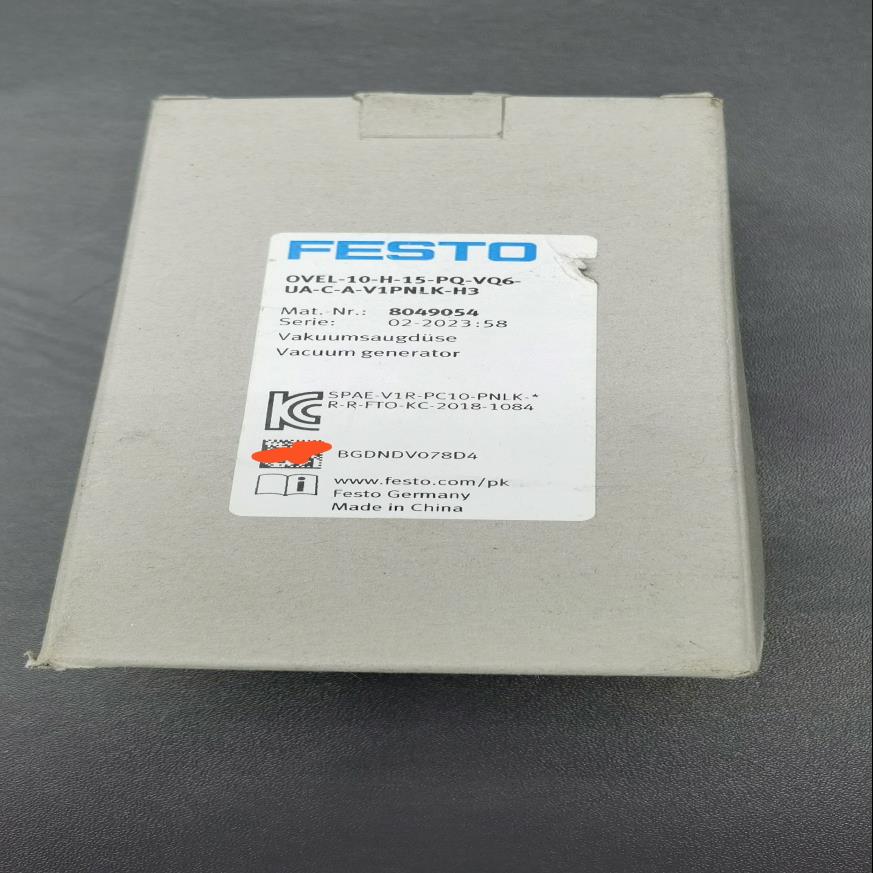 FESTO
OVEL-10-H-15-PQ-VQ6-
UA-C-A-V1PNLK-H3
Mat.-Nr.: 8049054
Serie: 02-2023:58
Vakuumsaugdüse
Vacuum generator
SPAE-V1R-PC10-PNLK-*
R-R-FTO-KC-2018-1084
BGDNDV078D4
www.festo.com/pk
Festo Germany
Made in China